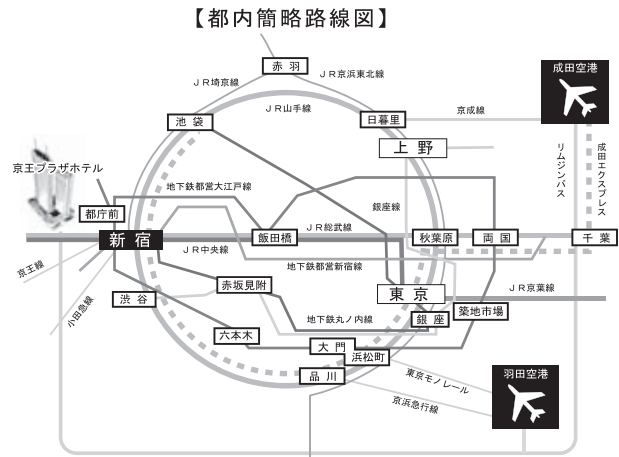 【都内簡略路線図】
赤羽
成田空港
ＪＲ埼京線
ＪＲ京浜東北線
ＪＲ山手線
京成線
池袋
日暮里
上野
リムジンバス
成田エクスプレス
京王プラザホテル
地下鉄都営大江戸線
都庁前
銀座線
新宿
飯田橋
ＪＲ総武線
秋葉原
両国
千葉
ＪＲ中央線
地下鉄都営新宿線
京王線
小田急線
渋谷
赤坂見附
東京
ＪＲ京葉線
地下鉄丸ノ内線
銀座
築地市場
六本木
大門
浜松町
品川
東京モノレール
京浜急行線
羽田空港